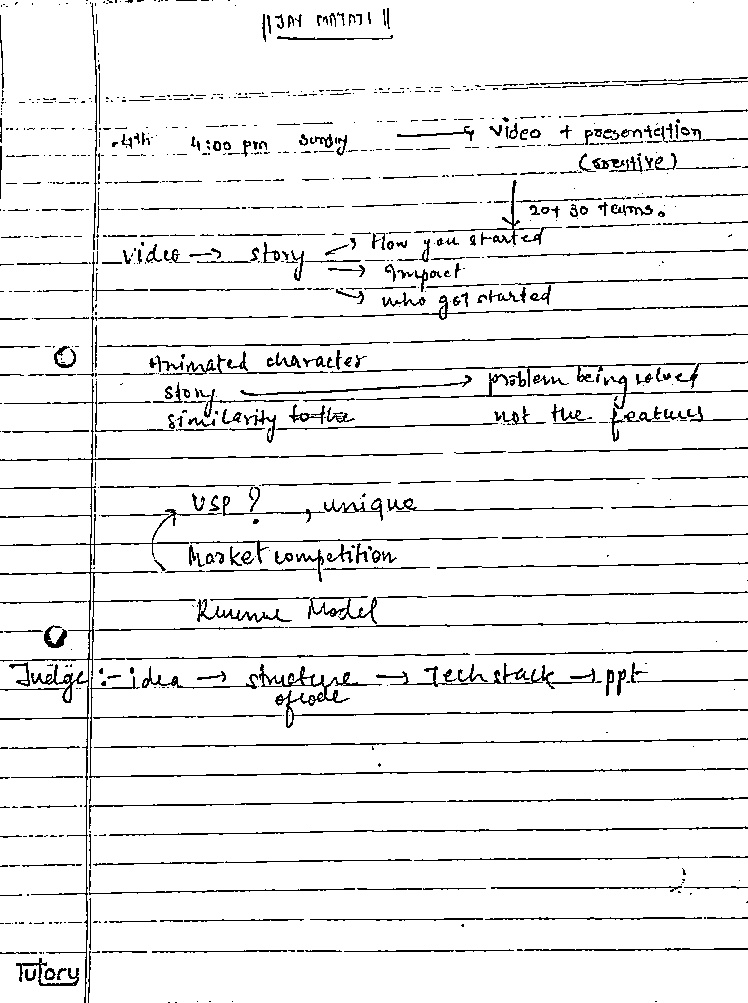 || JAY MATAJI ||
4th 4:00 pm Sunday → Video + presentation
(creative)
↓ 20+ 30 teams.
video → story → How you started
→ Impact
→ who got started
Animated character
story → problem being solved
similarity to the not the features
USP ? , unique
Market competition
Revenue Model
Judge :- idea → structure → Tech stack → ppt
of code
Tutory